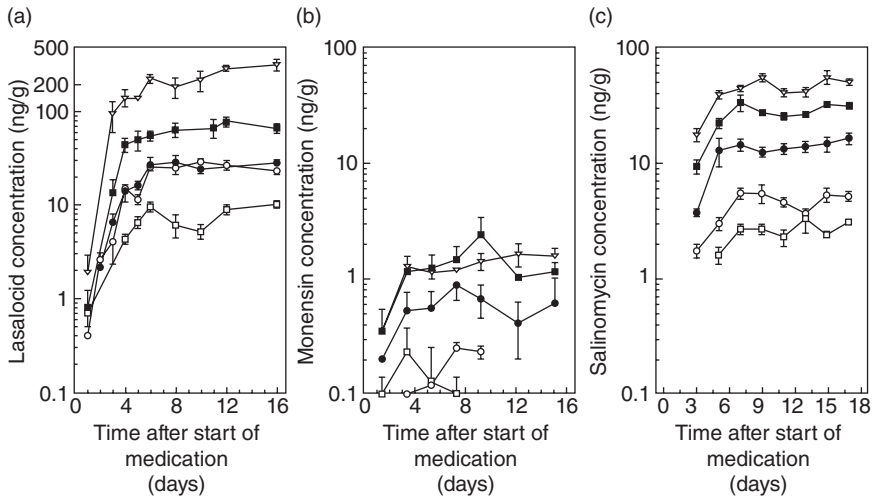 (a)
(b)
(c)
Lasalocid concentration (ng/g)
500
200
100
10
1
0.1
0 4 8 12 16
Time after start of
medication
(days)
Monensin concentration (ng/g)
100
10
1
0.1
0 4 8 12 16
Time after start of
medication
(days)
Salinomycin concentration (ng/g)
100
10
1
0.1
0 3 6 9 12 15 18
Time after start of
medication
(days)